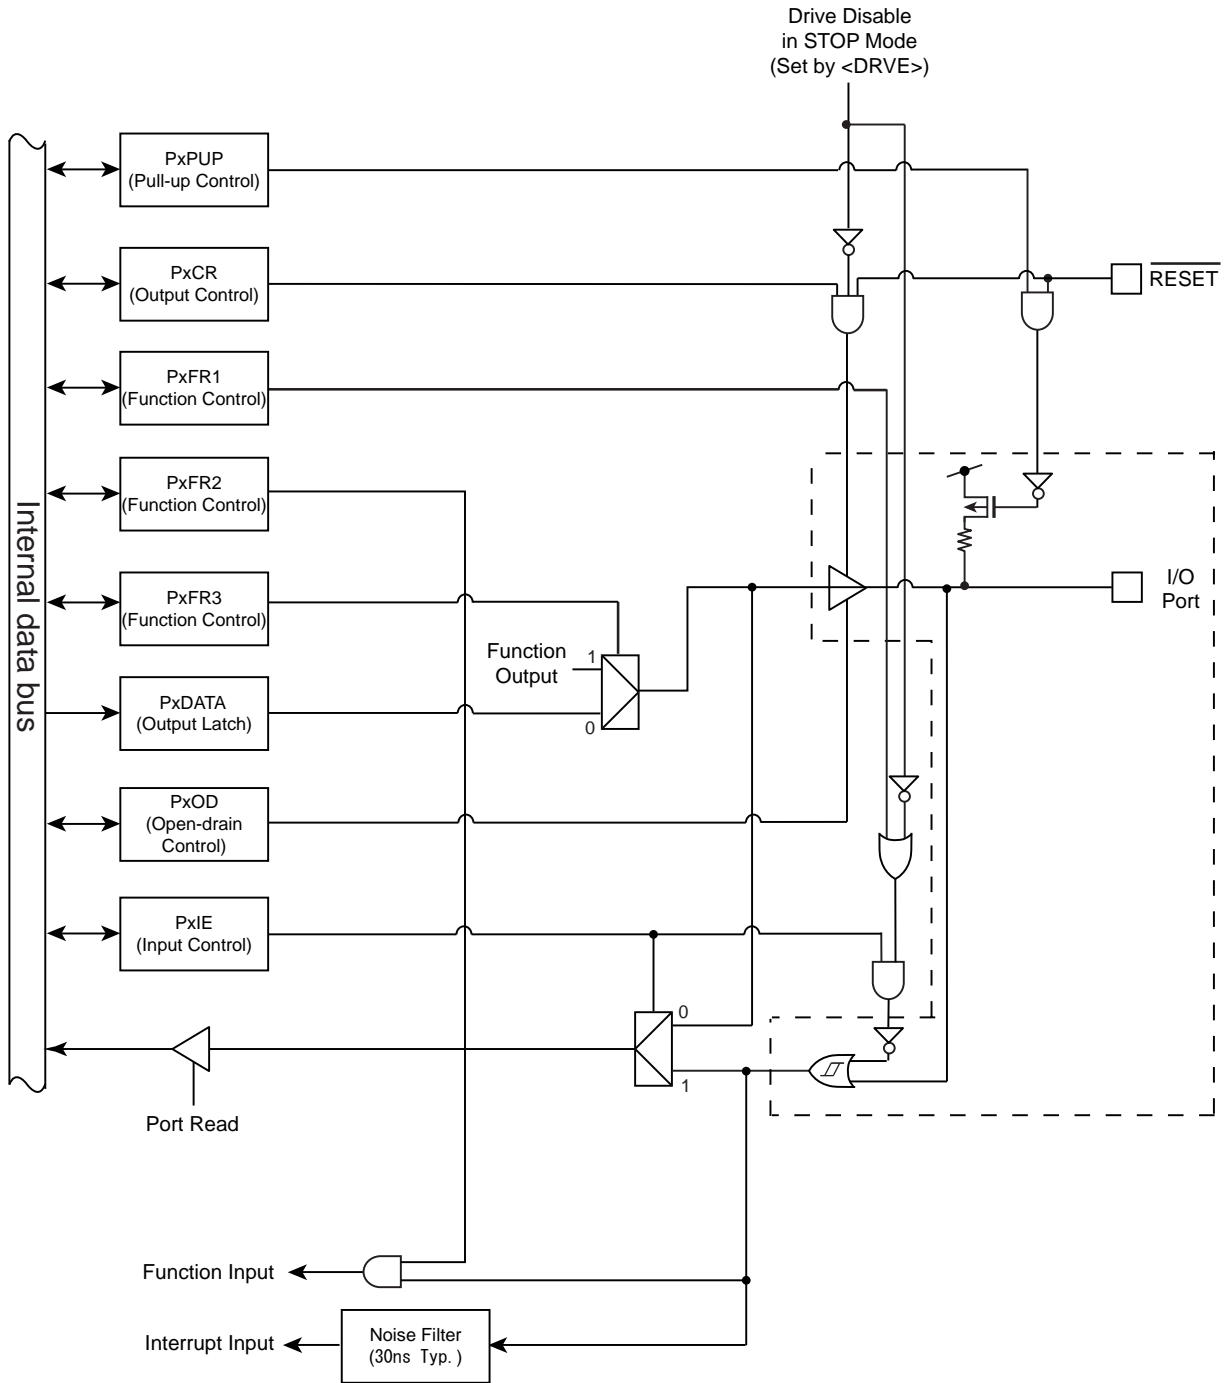 Drive Disable
in STOP Mode
(Set by <DRVE>)
PxPUP
(Pull-up Control)
PxCR
(Output Control)
RESET
PxFR1
(Function Control)
PxFR2
(Function Control)
Internal data bus
PxFR3
(Function Control)
I/O
Port
Function
Output
1
0
PxDATA
(Output Latch)
PxOD
(Open-drain
Control)
PxIE
(Input Control)
0
1
Port Read
Function Input
Interrupt Input
Noise Filter
(30ns Typ.)